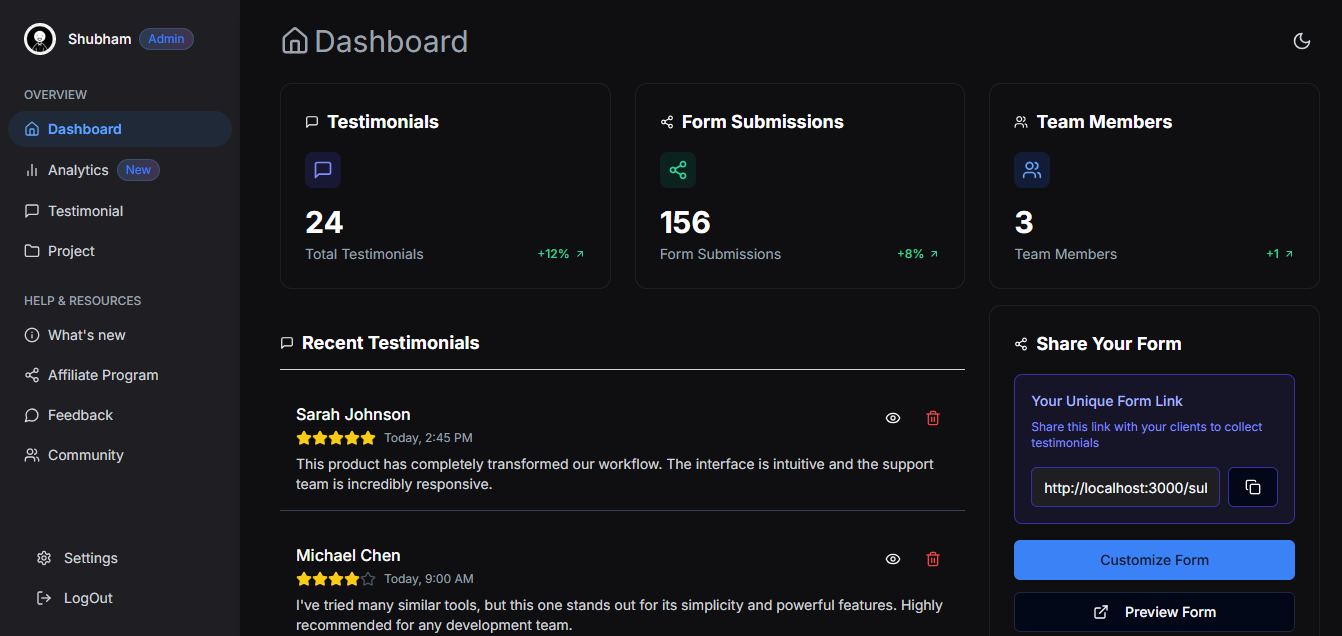 Shubham Admin
OVERVIEW
Dashboard
Analytics New
Testimonial
Project
HELP & RESOURCES
What's new
Affiliate Program
Feedback
Community
Settings
LogOut
Dashboard
Testimonials
24
Total Testimonials +12%
Form Submissions
156
Form Submissions +8%
Team Members
3
Team Members +1
Recent Testimonials
Sarah Johnson
Today, 2:45 PM
This product has completely transformed our workflow. The interface is intuitive and the support
team is incredibly responsive.
Michael Chen
Today, 9:00 AM
I've tried many similar tools, but this one stands out for its simplicity and powerful features. Highly
recommended for any development team.
Share Your Form
Your Unique Form Link
Share this link with your clients to collect
testimonials
http://localhost:3000/sul
Customize Form
Preview Form